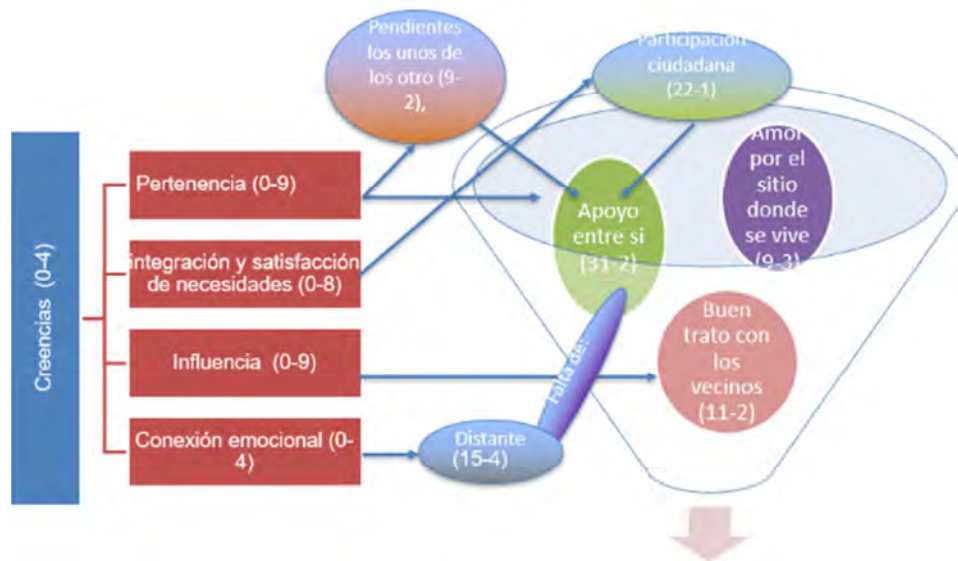 Creencias (0-4)
Pertenencia (0-9)
integración y satisfacción
de necesidades (0-8)
Influencia (0-9)
Conexión emocional (0-
4)
Pendientes
los unos de
los otro (9-
2),
Participación
ciudadana
(22-1)
Apoyo
entre si
(31-2)
Amor
por el
sitio
donde
se vive
(9-3)
Falta de:
Distante
(15-4)
Buen
trato con
los
vecinos
(11-2)